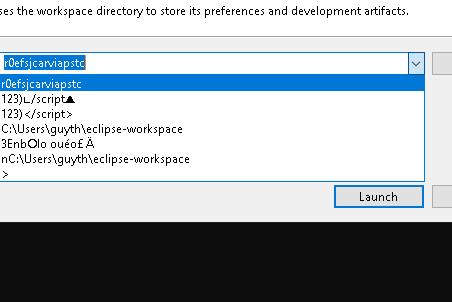 ses the workspace directory to store its preferences and development artifacts.
r0efsjcarviapstc
r0efsjcarviapstc
123)∟/script▲
123)</script>
C:\Users\guyth\eclipse-workspace
3EnbOlo ouéo£ Ä
nC:\Users\guyth\eclipse-workspace
>
Launch